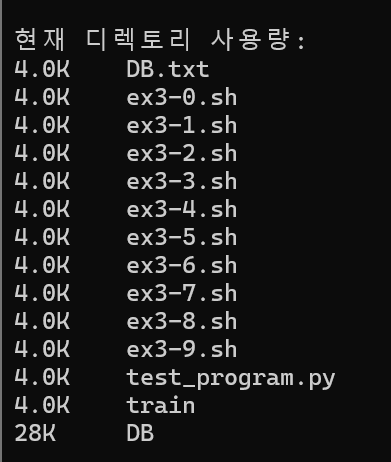 현재 디렉토리 사용량:
4.0K DB.txt
4.0K ex3-0.sh
4.0K ex3-1.sh
4.0K ex3-2.sh
4.0K ex3-3.sh
4.0K ex3-4.sh
4.0K ex3-5.sh
4.0K ex3-6.sh
4.0K ex3-7.sh
4.0K ex3-8.sh
4.0K ex3-9.sh
4.0K test_program.py
4.0K train
28K DB